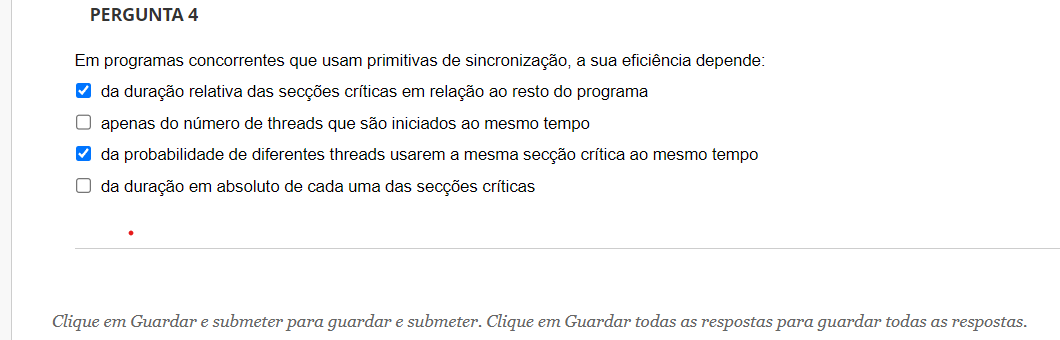 PERGUNTA 4
Em programas concorrentes que usam primitivas de sincronização, a sua eficiência depende:
da duração relativa das secções críticas em relação ao resto do programa
apenas do número de threads que são iniciados ao mesmo tempo
da probabilidade de diferentes threads usarem a mesma secção crítica ao mesmo tempo
da duração em absoluto de cada uma das secções críticas
Clique em Guardar e submeter para guardar e submeter. Clique em Guardar todas as respostas para guardar todas as respostas.